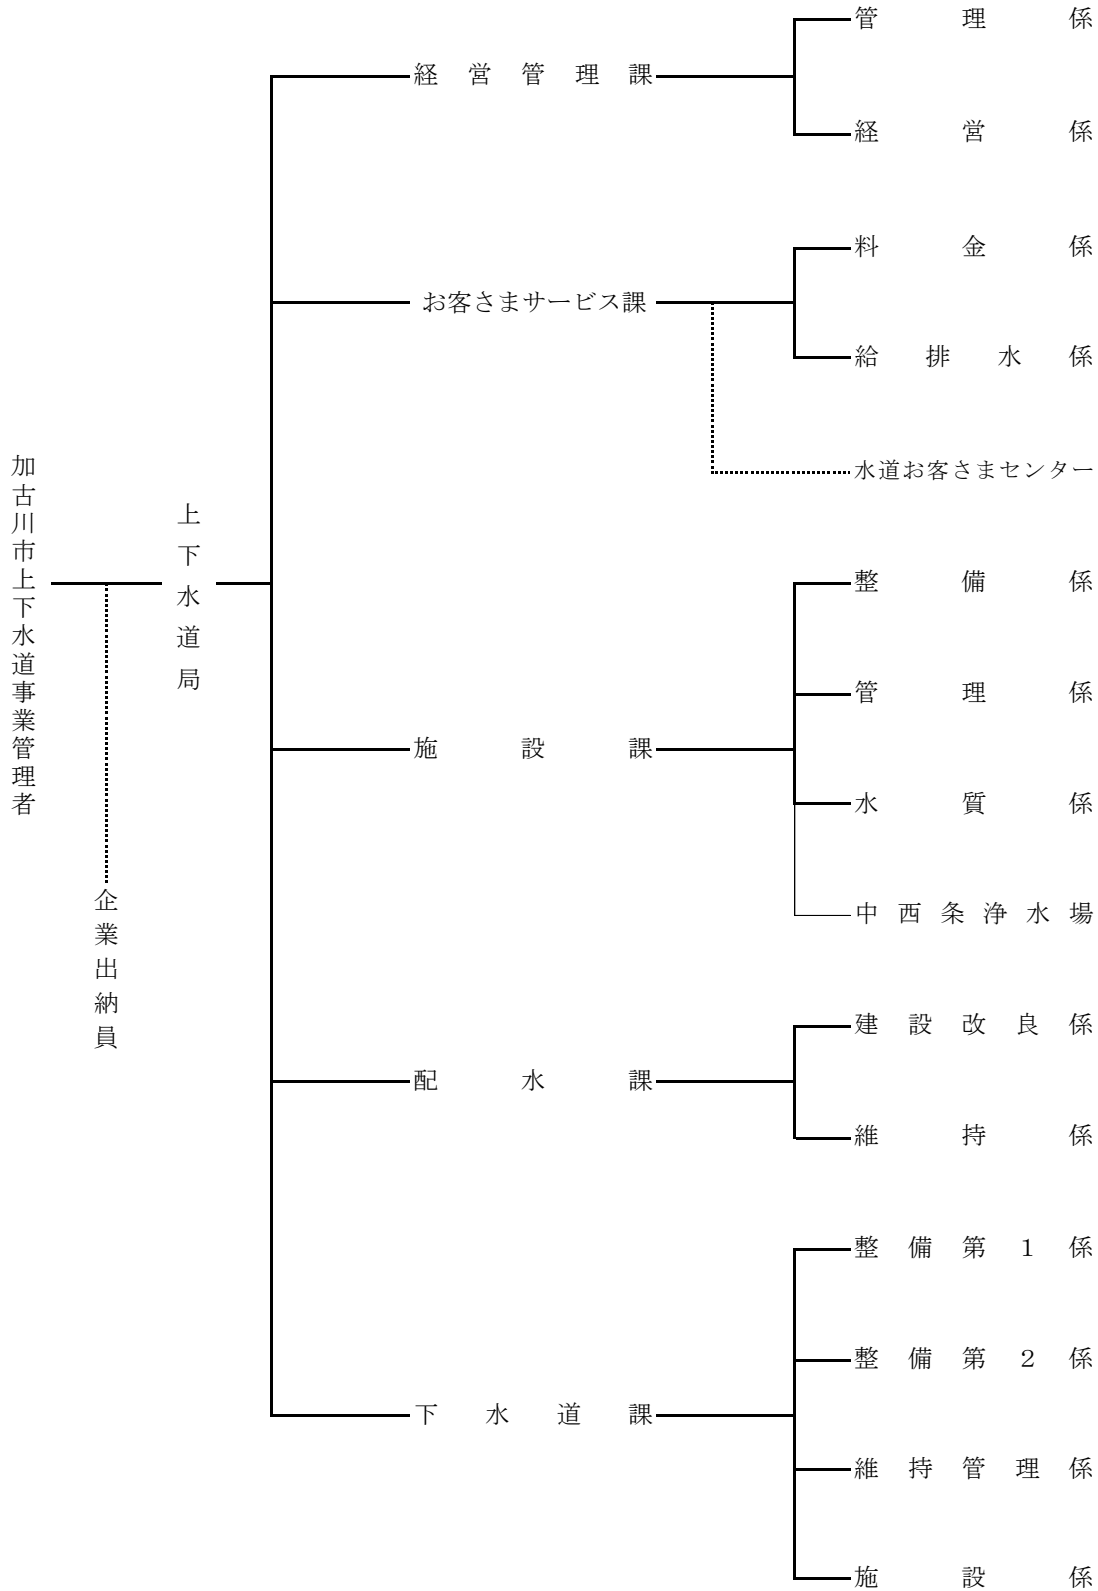 加古川市上下水道事業管理者
企業出納員
上下水道局
経営管理課
管理係
経営係
お客さまサービス課
料金係
給排水係
水道お客さまセンター
施設課
整備係
管理係
水質係
中西条浄水場
配水課
建設改良係
維持係
下水道課
整備第１係
整備第２係
維持管理係
施設係